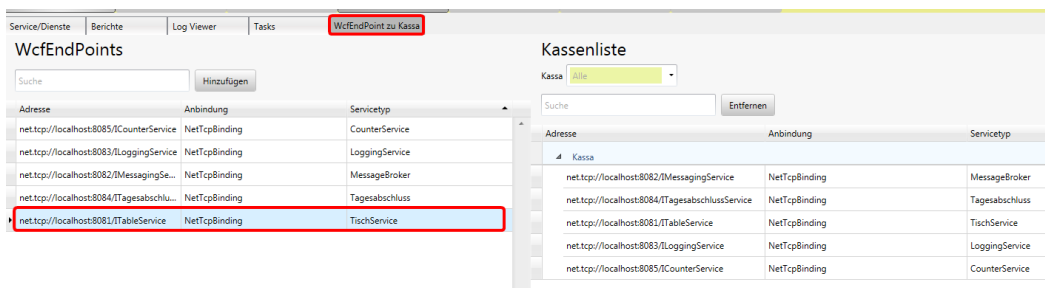 Service/Dienste Berichte Log Viewer Tasks WcfEndPoint zu Kassa
WcfEndPoints
Suche Hinzufügen
Adresse Anbindung Servicetyp
net.tcp://localhost:8085/ICounterService NetTcpBinding CounterService
net.tcp://localhost:8083/ILoggingService NetTcpBinding LoggingService
net.tcp://localhost:8082/IMessagingSe... NetTcpBinding MessageBroker
net.tcp://localhost:8084/ITagesabschlu... NetTcpBinding Tagesabschluss
net.tcp://localhost:8081/ITableService NetTcpBinding TischService
Kassenliste
Kassa Alle
Suche Entfernen
Adresse Anbindung Servicetyp
Kassa
net.tcp://localhost:8082/IMessagingService NetTcpBinding MessageBroker
net.tcp://localhost:8084/ITagesabschlussService NetTcpBinding Tagesabschluss
net.tcp://localhost:8081/ITableService NetTcpBinding TischService
net.tcp://localhost:8083/ILoggingService NetTcpBinding LoggingService
net.tcp://localhost:8085/ICounterService NetTcpBinding CounterService